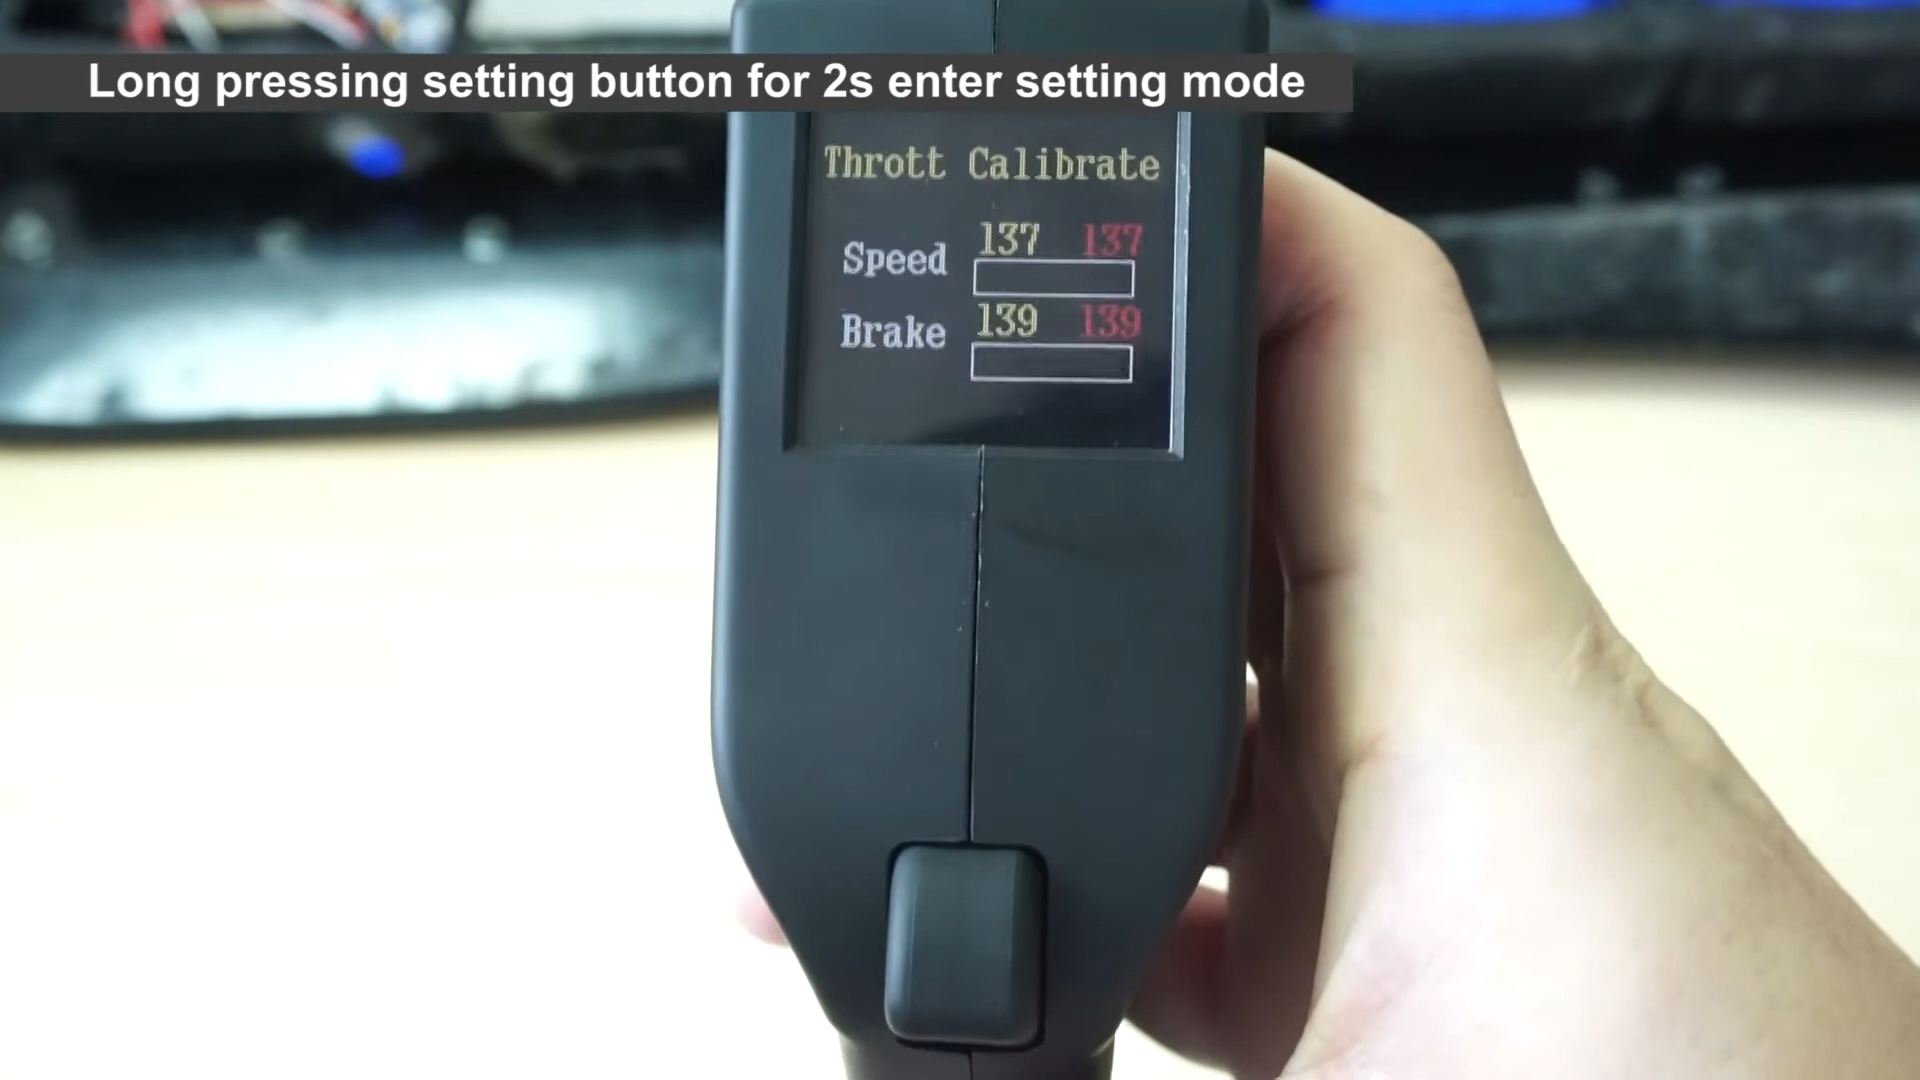 Long pressing setting button for 2s enter setting mode
Thrott Calibrate
137 137
Speed
139 139
Brake